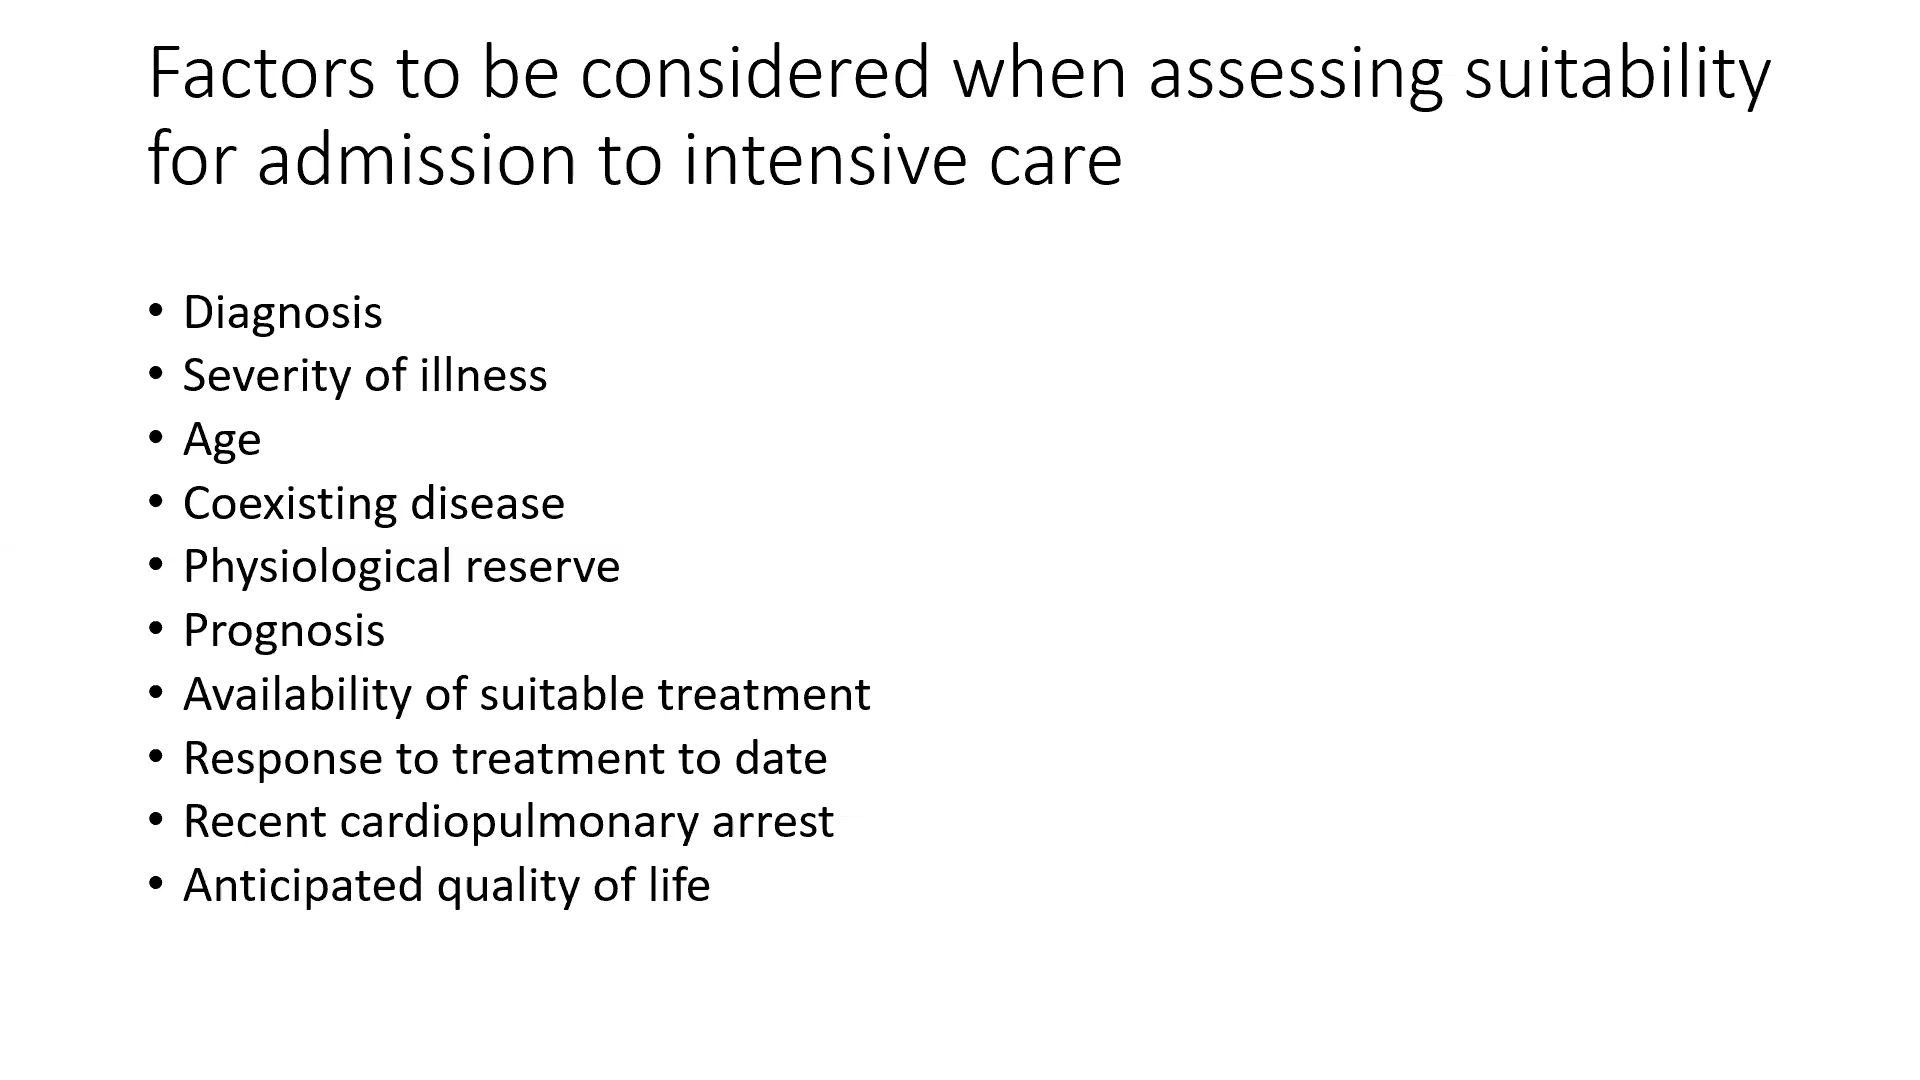 Factors to be considered when assessing suitability
for admission to intensive care
• Diagnosis
• Severity of illness
• Age
• Coexisting disease
• Physiological reserve
• Prognosis
• Availability of suitable treatment
• Response to treatment to date
• Recent cardiopulmonary arrest
• Anticipated quality of life